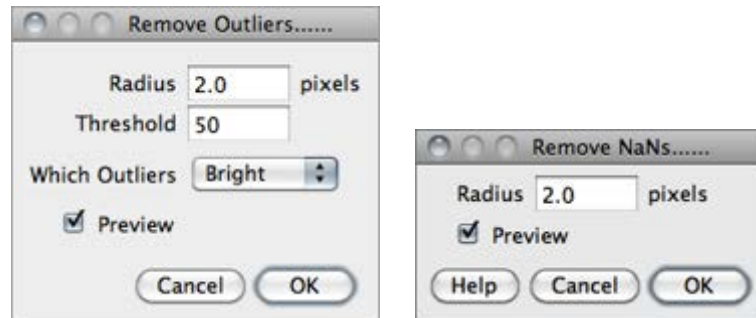 Remove Outliers......
Radius 2.0 pixels
Threshold 50
Which Outliers Bright
Preview
Cancel OK
Remove NaNs......
Radius 2.0 pixels
Preview
Help Cancel OK